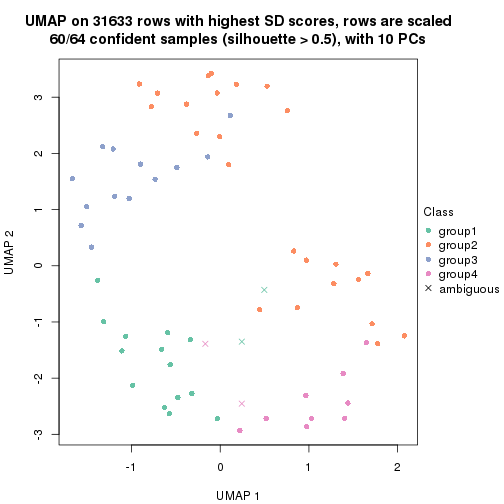 UMAP on 31633 rows with highest SD scores, rows are scaled
60/64 confident samples (silhouette > 0.5), with 10 PCs
3
2
1
0
-1
-2
-3
UMAP 2
-1
0
1
2
UMAP 1
Class
group1
group2
group3
group4
ambiguous